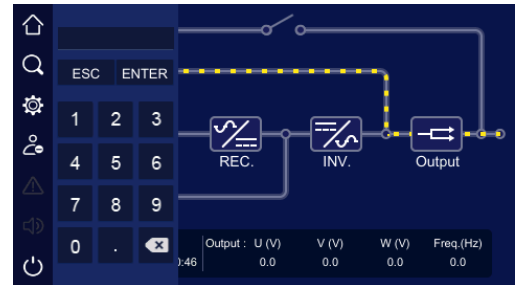 ESC ENTER
1 2 3
4 5 6
7 8 9
0 .
REC. INV. Output
Output : U (V) V (V) W (V) Freq.(Hz)
:46 0.0 0.0 0.0 0.0